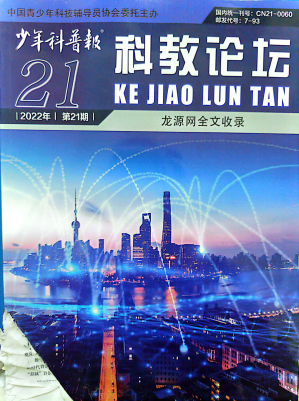 中国青少年科技辅导员协会委托主办
国内统一刊号：CN21-0060
邮发代号：7-93
少年科普报
科教论坛
21
KE JIAO LUN TAN
2022年 | 第21期
龙源网全文收录